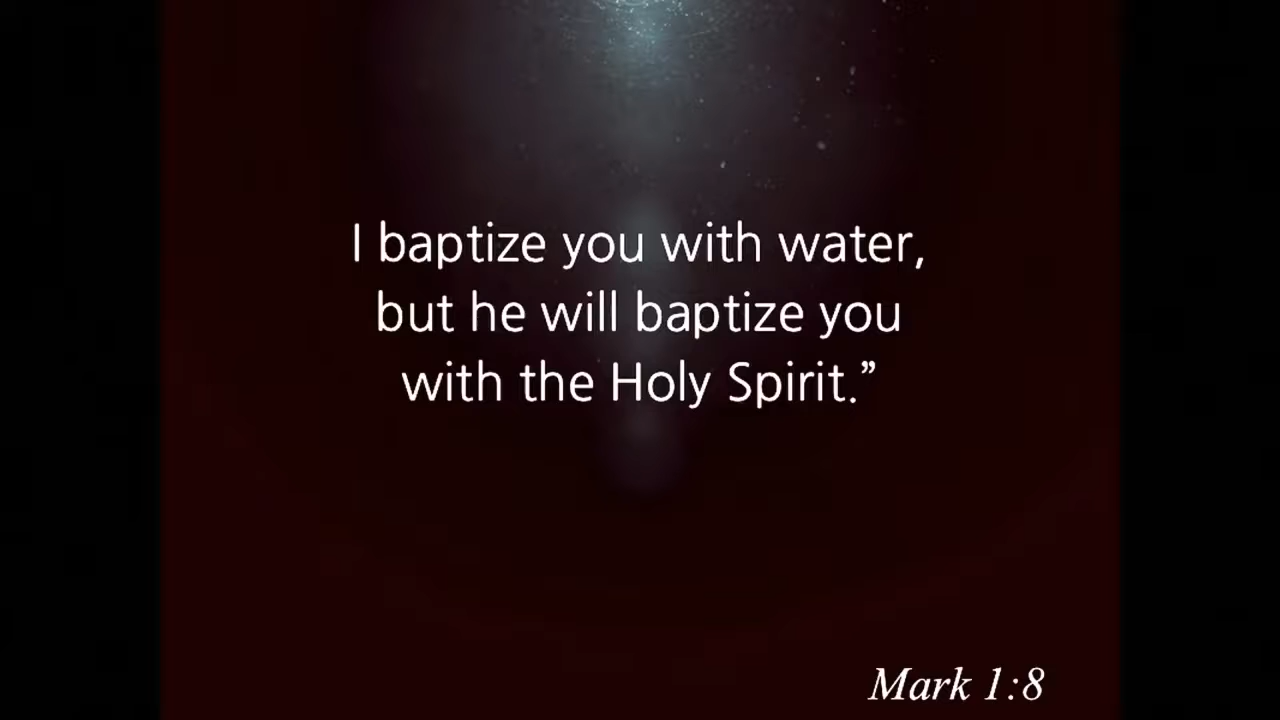 I baptize you with water,
but he will baptize you
with the Holy Spirit.”
Mark 1:8